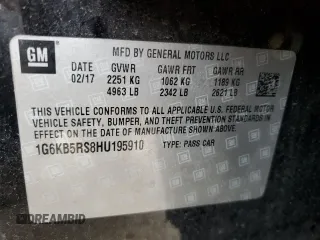 GM
MFD BY GENERAL MOTORS LLC
DATE GVWR GAWR FRT GAWR RR
02/17 2251 KG 1062 KG 1189 KG
4963 LB 2342 LB 2621 LB
THIS VEHICLE CONFORMS TO ALL APPLICABLE U.S. FEDERAL MOTOR
VEHICLE SAFETY, BUMPER, AND THEFT PREVENTION STANDARDS
IN EFFECT ON THE DATE OF MANUFACTURE SHOWN ABOVE.
1G6KB5RS8HU195910 TYPE: PASS CAR